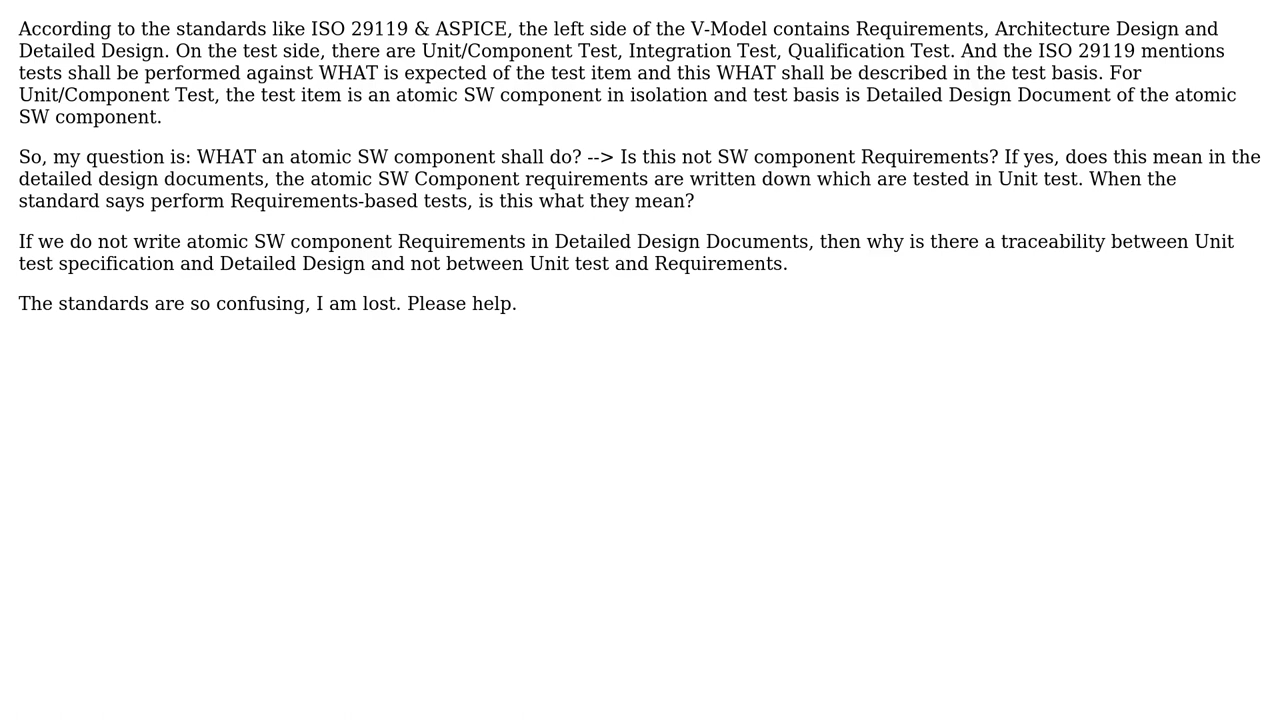 According to the standards like ISO 29119 & ASPICE, the left side of the V-Model contains Requirements, Architecture Design and
Detailed Design. On the test side, there are Unit/Component Test, Integration Test, Qualification Test. And the ISO 29119 mentions
tests shall be performed against WHAT is expected of the test item and this WHAT shall be described in the test basis. For
Unit/Component Test, the test item is an atomic SW component in isolation and test basis is Detailed Design Document of the atomic
SW component.
So, my question is: WHAT an atomic SW component shall do? --> Is this not SW component Requirements? If yes, does this mean in the
detailed design documents, the atomic SW Component requirements are written down which are tested in Unit test. When the
standard says perform Requirements-based tests, is this what they mean?
If we do not write atomic SW component Requirements in Detailed Design Documents, then why is there a traceability between Unit
test specification and Detailed Design and not between Unit test and Requirements.
The standards are so confusing, I am lost. Please help.